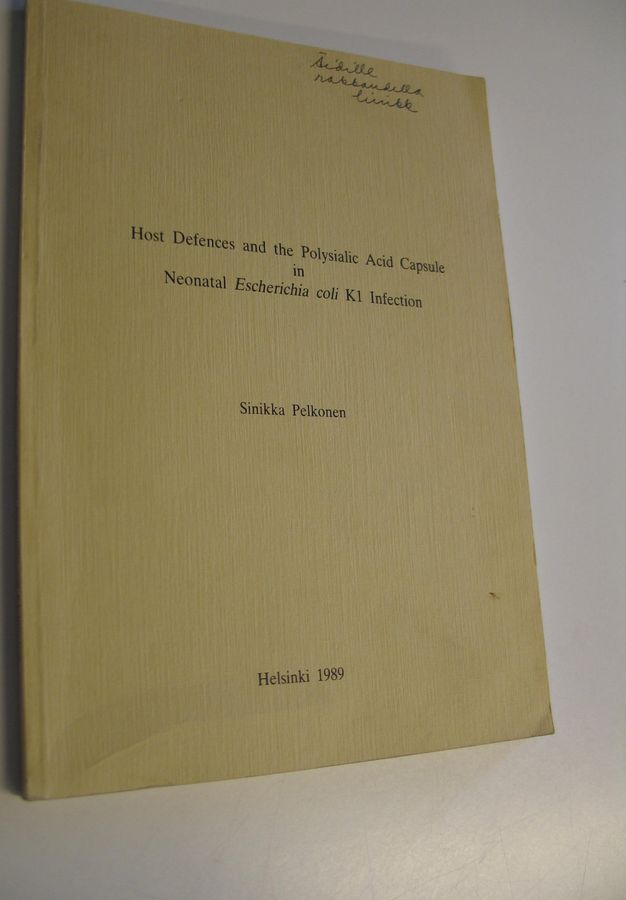 Äidille
rakkaudella
Host Defences and the Polysialic Acid Capsule
in
Neonatal Escherichia coli K1 Infection
Sinikka Pelkonen
Helsinki 1989